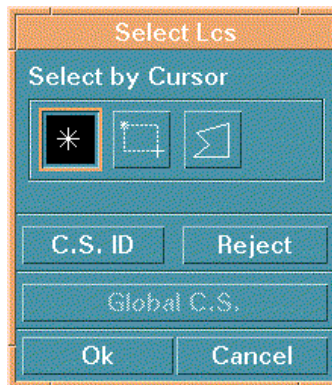 Select Lcs
Select by Cursor
C.S. ID Reject
Global C.S.
Ok Cancel